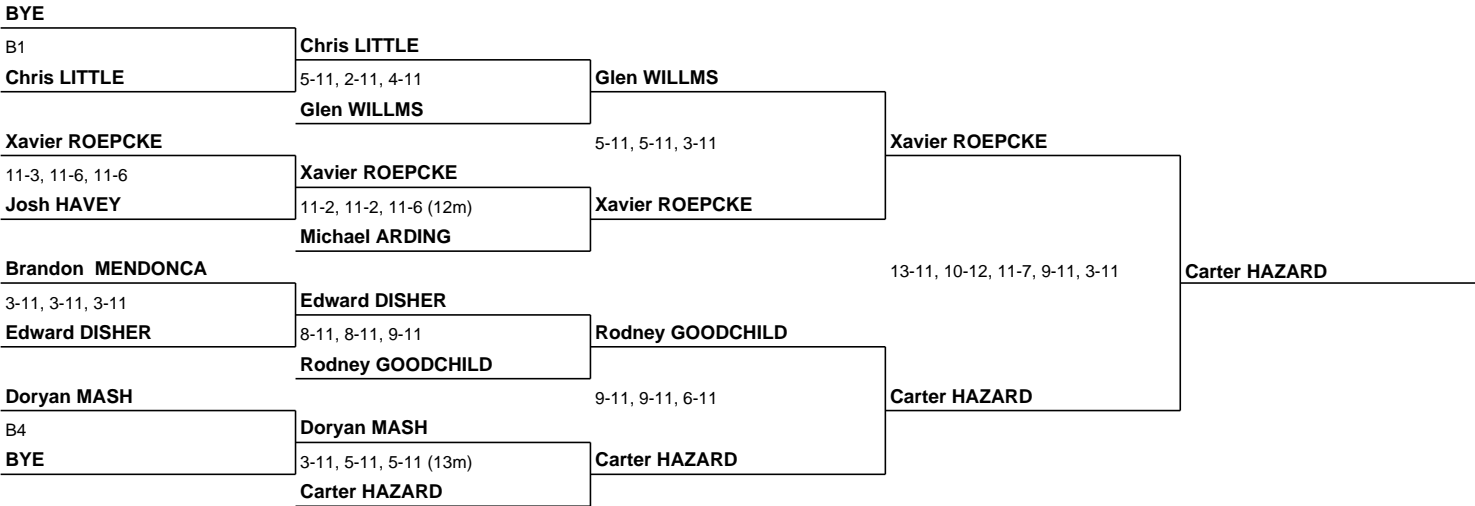 BYE
B1
Chris LITTLE
Chris LITTLE
5-11, 2-11, 4-11
Glen WILLMS
Glen WILLMS
5-11, 5-11, 3-11
Xavier ROEPCKE
11-3, 11-6, 11-6
Josh HAVEY
Xavier ROEPCKE
11-2, 11-2, 11-6 (12m)
Michael ARDING
Xavier ROEPCKE
Xavier ROEPCKE
13-11, 10-12, 11-7, 9-11, 3-11
Carter HAZARD
Brandon  MENDONCA
3-11, 3-11, 3-11
Edward DISHER
Edward DISHER
8-11, 8-11, 9-11
Rodney GOODCHILD
Rodney GOODCHILD
9-11, 9-11, 6-11
Carter HAZARD
Doryan MASH
B4
BYE
Doryan MASH
3-11, 5-11, 5-11 (13m)
Carter HAZARD
Carter HAZARD